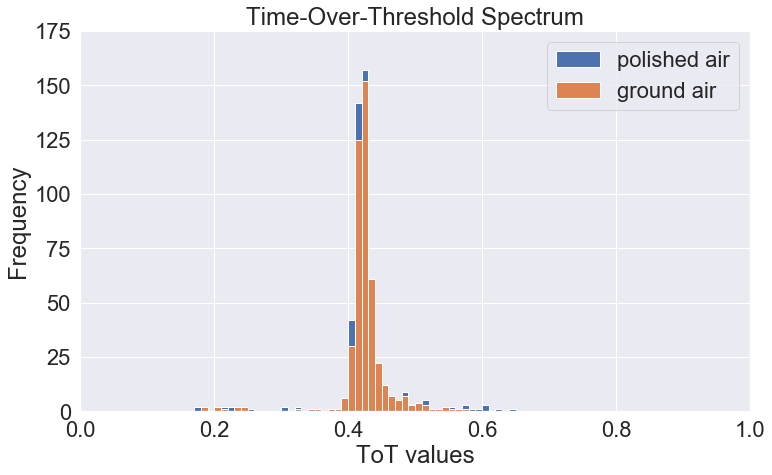 Time-Over-Threshold Spectrum
175
150
125
100
75
50
25
0
Frequency
polished air
ground air
0.0 0.2 0.4 0.6 0.8 1.0
ToT values